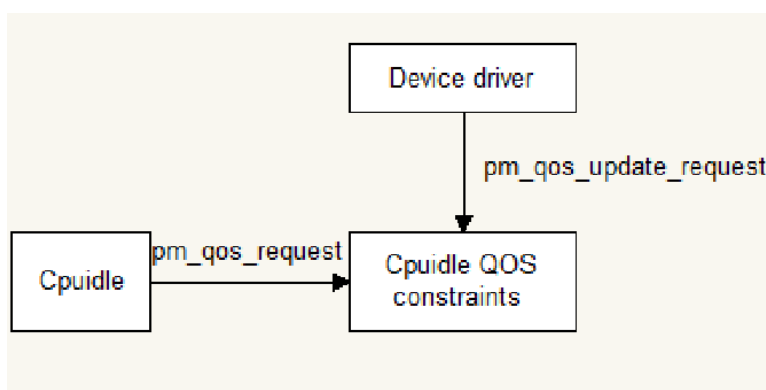 Device driver
pm_qos_update_request
pm_qos_request
Cpuidle
Cpuidle QOS
constraints